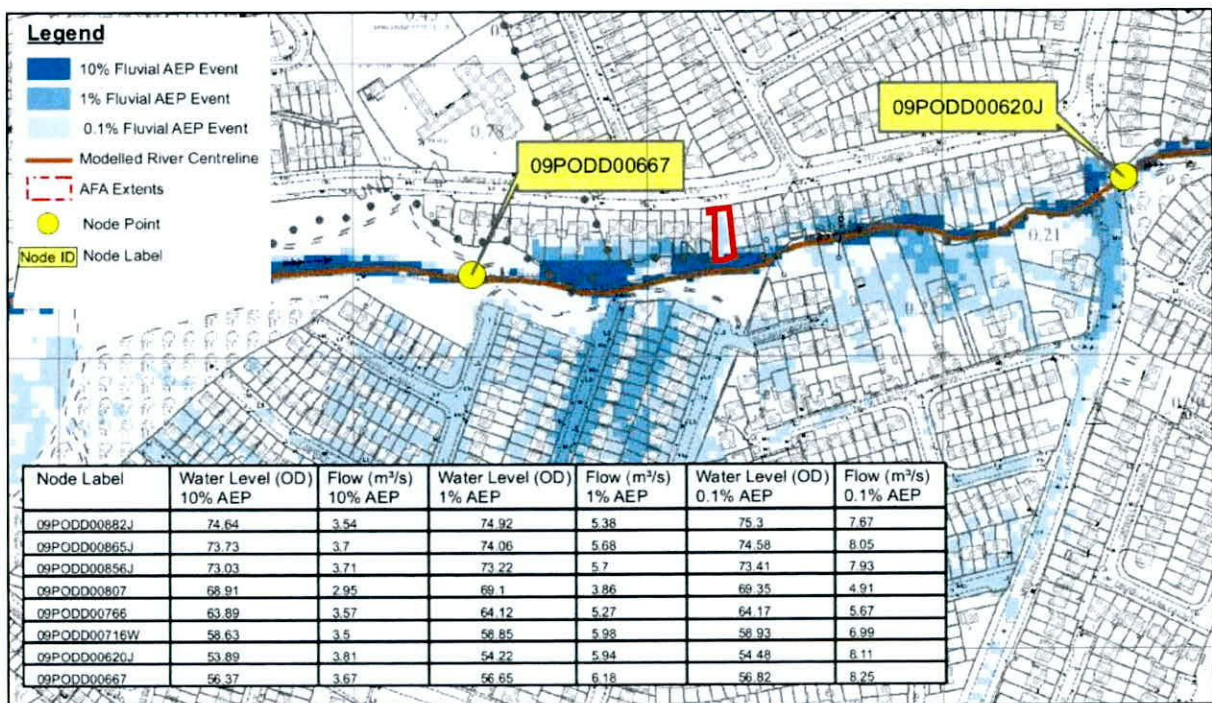 Legend
10% Fluvial AEP Event
1% Fluvial AEP Event
0.1% Fluvial AEP Event
Modelled River Centreline
AFA Extents
Node Point
Node ID Node Label
09PODD00620J
09PODD00667
0.78
0.21
Node Label Water Level (OD) 10% AEP Flow (m³/s) 10% AEP Water Level (OD) 1% AEP Flow (m³/s) 1% AEP Water Level (OD) 0.1% AEP Flow (m³/s) 0.1% AEP
09PODD00882J 74.64 3.54 74.92 5.38 75.3 7.67
09PODD00865J 73.73 3.7 74.06 5.68 74.58 8.05
09PODD00856J 73.03 3.71 73.22 5.7 73.41 7.93
09PODD00807 68.91 2.95 69.1 3.86 69.35 4.91
09PODD00766 63.89 3.57 64.12 5.27 64.17 5.67
09PODD00716W 58.63 3.5 58.85 5.98 58.93 6.99
09PODD00620J 53.89 3.81 54.22 5.94 54.48 8.11
09PODD00667 56.37 3.67 56.65 6.18 56.82 8.25